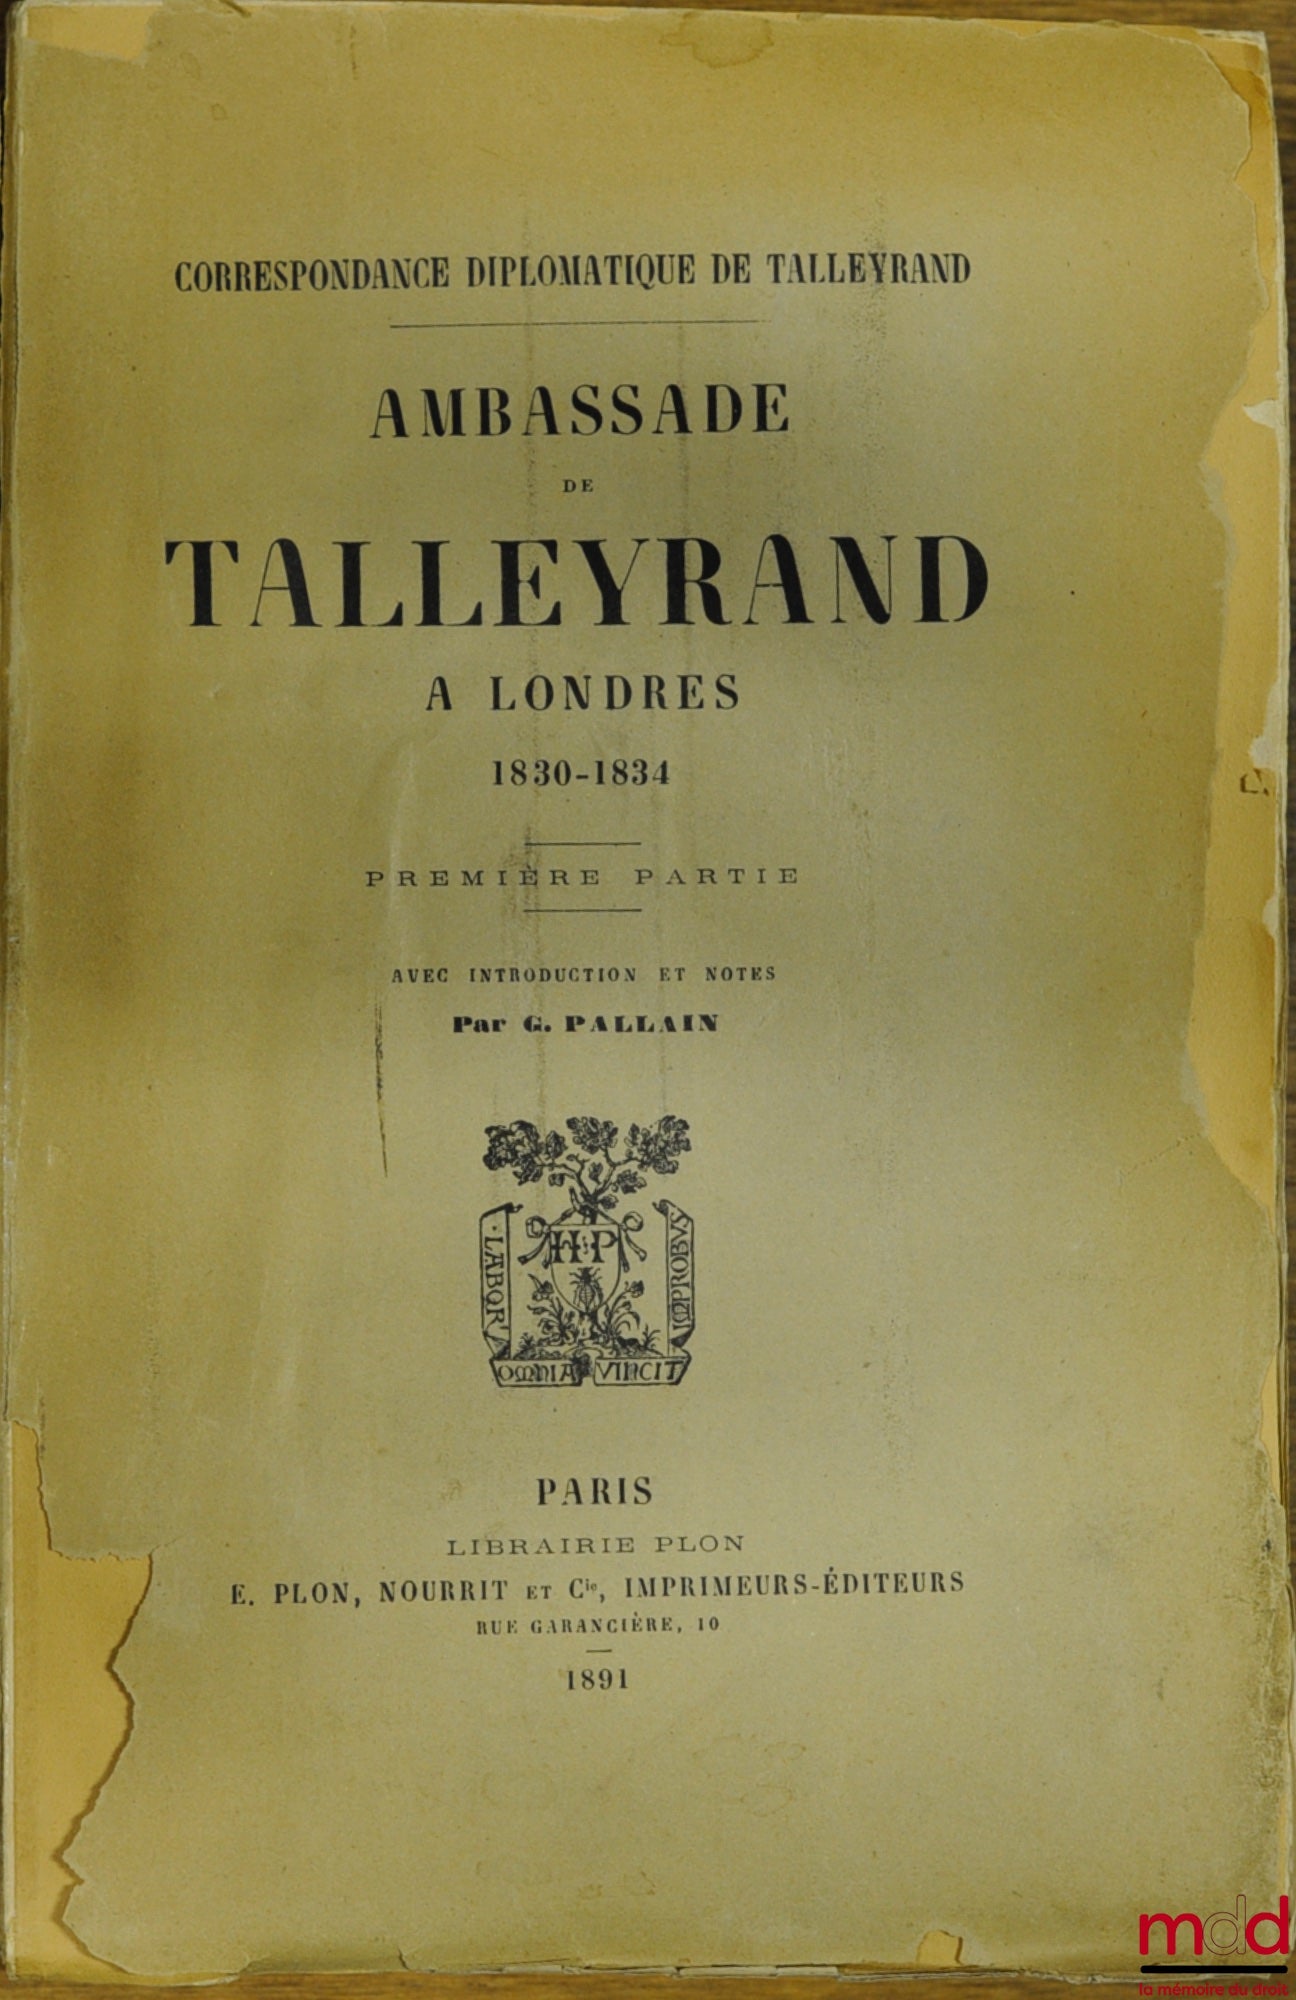 CORRESPONDANCE DIPLOMATIQUE DE TALLEYRAND
AMBASSADE
DE
TALLEYRAND
A LONDRES
1830-1834
PREMIÈRE PARTIE
AVEC INTRODUCTION ET NOTES
Par G. PALLAIN
H·P
LABOR
IMPROBUS
OMNIA VINCIT
PARIS
LIBRAIRIE PLON
E. PLON, NOURRIT ET Cie, IMPRIMEURS-ÉDITEURS
RUE GARANCIÈRE, 10
1891
mdd
la mémoire du droit